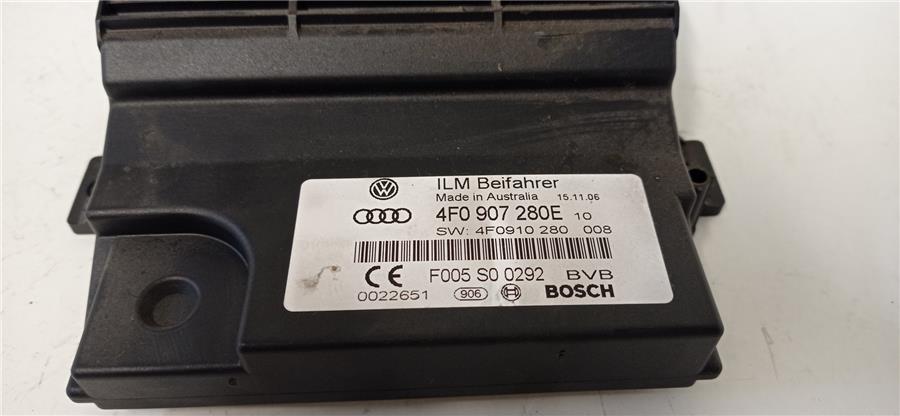 ILM Beifahrer
Made in Australia 15.11.06
4F0 907 280E 10
SW: 4F0910 280 008
CE F005 S0 0292 BVB
0022651 906 BOSCH